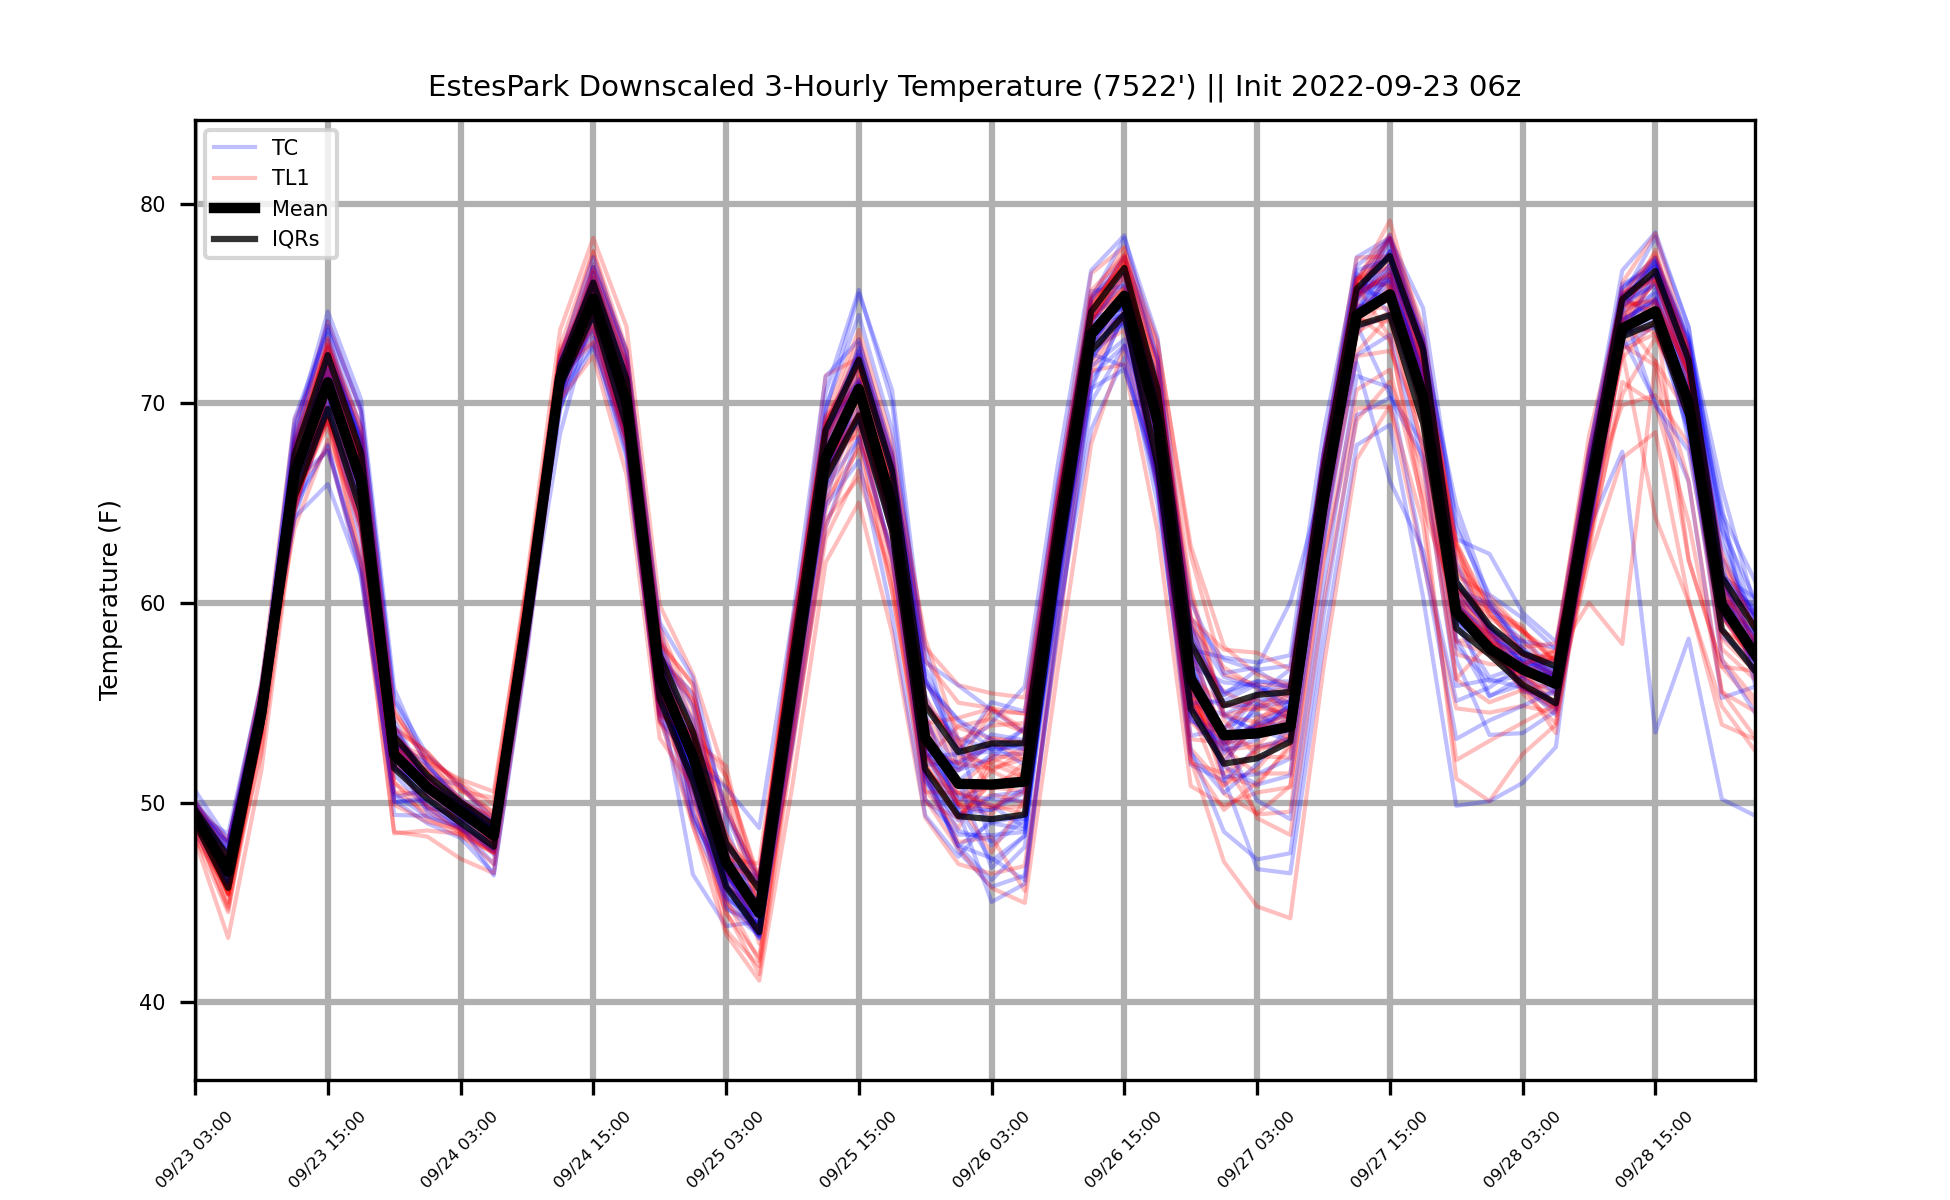 EstesPark Downscaled 3-Hourly Temperature (7522') || Init 2022-09-23 06z
TC
TL1
Mean
IQRs
Temperature (F)
80
70
60
50
40
09/23 03:00
09/23 15:00
09/24 03:00
09/24 15:00
09/25 03:00
09/25 15:00
09/26 03:00
09/26 15:00
09/27 03:00
09/27 15:00
09/28 03:00
09/28 15:00